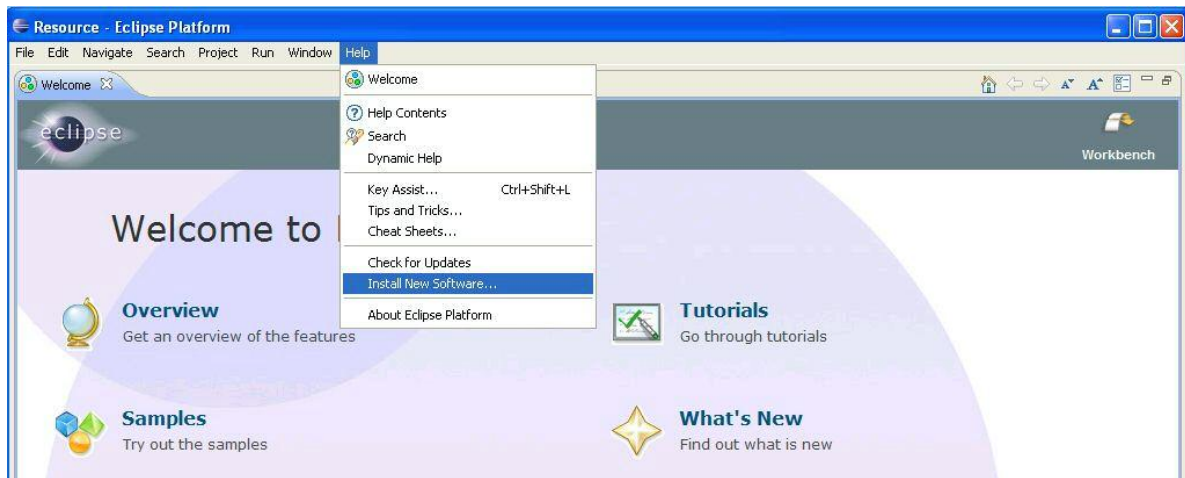 Resource - Eclipse Platform
File Edit Navigate Search Project Run Window Help
Welcome
eclipse
Workbench
Welcome
Help Contents
Search
Dynamic Help
Key Assist... Ctrl+Shift+L
Tips and Tricks...
Cheat Sheets...
Check for Updates
Install New Software...
About Eclipse Platform
Welcome to
Overview
Get an overview of the features
Tutorials
Go through tutorials
Samples
Try out the samples
What's New
Find out what is new